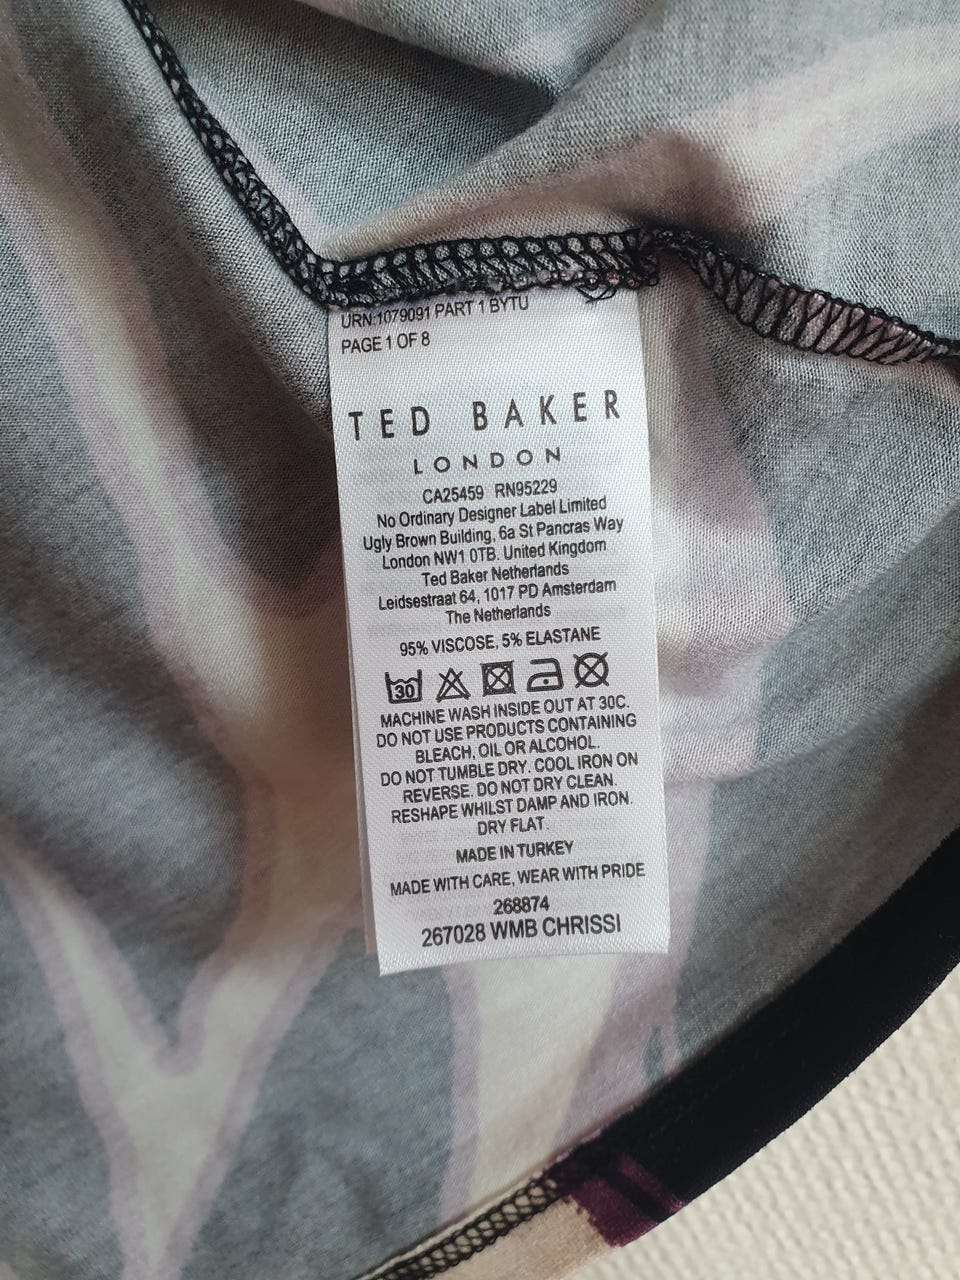 URN:1079091 PART 1 BYTU
PAGE 1 OF 8
TED BAKER
LONDON
CA25459 RN95229
No Ordinary Designer Label Limited
Ugly Brown Building, 6a St Pancras Way
London NW1 0TB. United Kingdom
Ted Baker Netherlands
Leidsestraat 64, 1017 PD Amsterdam
The Netherlands
95% VISCOSE, 5% ELASTANE
30
MACHINE WASH INSIDE OUT AT 30C.
DO NOT USE PRODUCTS CONTAINING
BLEACH, OIL OR ALCOHOL.
DO NOT TUMBLE DRY. COOL IRON ON
REVERSE. DO NOT DRY CLEAN.
RESHAPE WHILST DAMP AND IRON.
DRY FLAT.
MADE IN TURKEY
MADE WITH CARE, WEAR WITH PRIDE
268874
267028 WMB CHRISSI